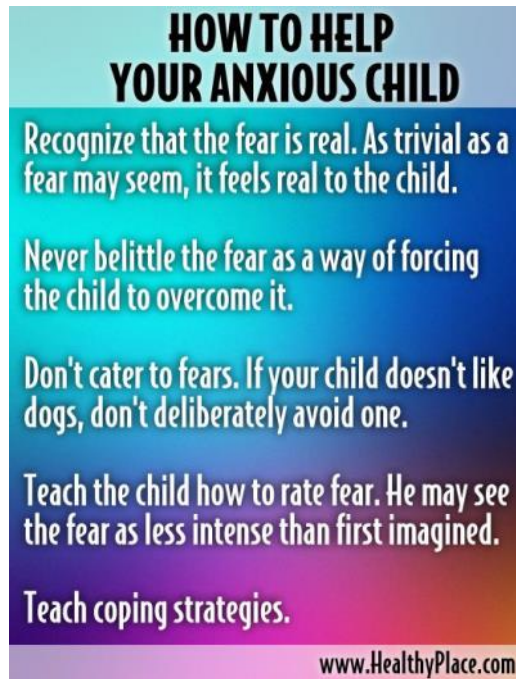 HOW TO HELP
YOUR ANXIOUS CHILD
Recognize that the fear is real. As trivial as a
fear may seem, it feels real to the child.
Never belittle the fear as a way of forcing
the child to overcome it.
Don't cater to fears. If your child doesn't like
dogs, don't deliberately avoid one.
Teach the child how to rate fear. He may see
the fear as less intense than first imagined.
Teach coping strategies.
www.HealthyPlace.com